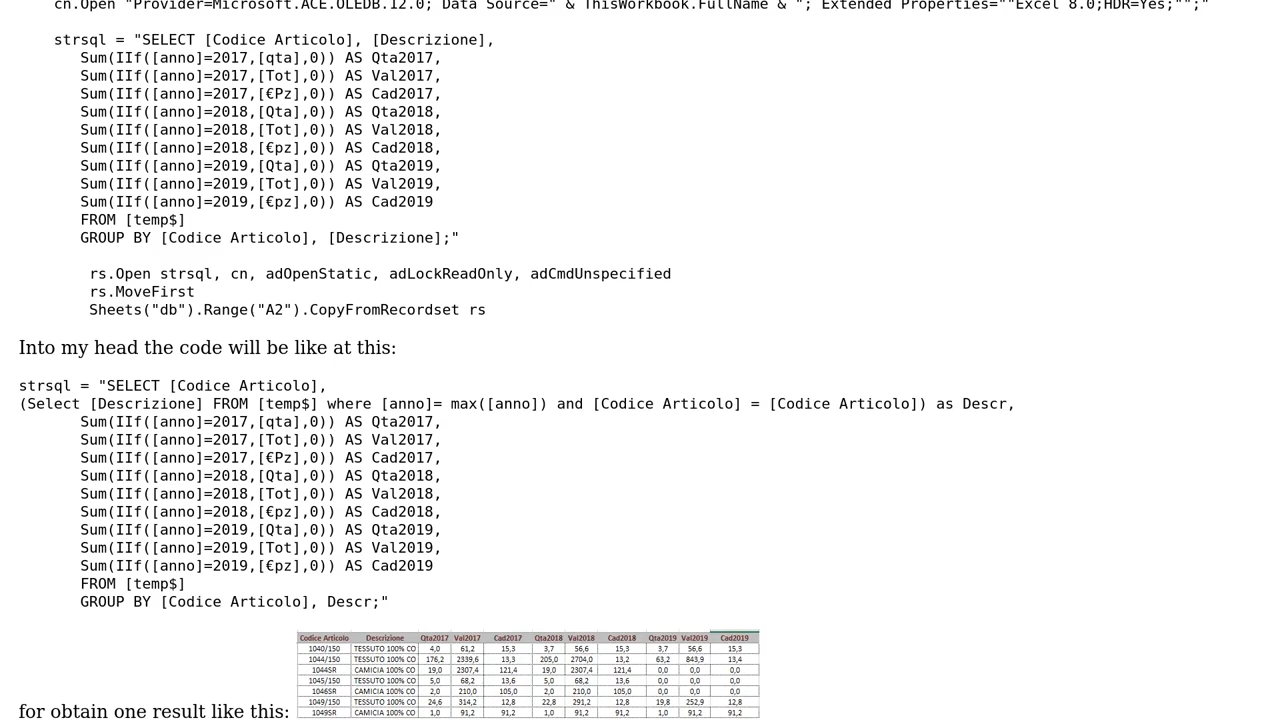 cn.Open "Provider=Microsoft.ACE.OLEDB.12.0; Data Source=" & ThisWorkbook.FullName & "; Extended Properties=""Excel 8.0;HDR=Yes;"";"
strsql = "SELECT [Codice Articolo], [Descrizione],
Sum(IIf([anno]=2017,[qta],0)) AS Qta2017,
Sum(IIf([anno]=2017,[Tot],0)) AS Val2017,
Sum(IIf([anno]=2017,[€Pz],0)) AS Cad2017,
Sum(IIf([anno]=2018,[Qta],0)) AS Qta2018,
Sum(IIf([anno]=2018,[Tot],0)) AS Val2018,
Sum(IIf([anno]=2018,[€pz],0)) AS Cad2018,
Sum(IIf([anno]=2019,[Qta],0)) AS Qta2019,
Sum(IIf([anno]=2019,[Tot],0)) AS Val2019,
Sum(IIf([anno]=2019,[€pz],0)) AS Cad2019
FROM [temp$]
GROUP BY [Codice Articolo], [Descrizione];"
rs.Open strsql, cn, adOpenStatic, adLockReadOnly, adCmdUnspecified
rs.MoveFirst
Sheets("db").Range("A2").CopyFromRecordset rs
Into my head the code will be like at this:
strsql = "SELECT [Codice Articolo],
(Select [Descrizione] FROM [temp$] where [anno]= max([anno]) and [Codice Articolo] = [Codice Articolo]) as Descr,
Sum(IIf([anno]=2017,[qta],0)) AS Qta2017,
Sum(IIf([anno]=2017,[Tot],0)) AS Val2017,
Sum(IIf([anno]=2017,[€Pz],0)) AS Cad2017,
Sum(IIf([anno]=2018,[Qta],0)) AS Qta2018,
Sum(IIf([anno]=2018,[Tot],0)) AS Val2018,
Sum(IIf([anno]=2018,[€pz],0)) AS Cad2018,
Sum(IIf([anno]=2019,[Qta],0)) AS Qta2019,
Sum(IIf([anno]=2019,[Tot],0)) AS Val2019,
Sum(IIf([anno]=2019,[€pz],0)) AS Cad2019
FROM [temp$]
GROUP BY [Codice Articolo], Descr;"
Codice Articolo Descrizione Qta2017 Val2017 Cad2017 Qta2018 Val2018 Cad2018 Qta2019 Val2019 Cad2019
1040/150 TESSUTO 100% CO 4,0 61,2 15,3 3,7 56,6 15,3 3,7 56,6 15,3
1044/150 TESSUTO 100% CO 176,2 2339,6 13,3 205,0 2704,0 13,2 63,2 843,9 13,4
1044SR CAMICIA 100% CO 19,0 2307,4 121,4 19,0 2307,4 121,4 0,0 0,0 0,0
1045/150 TESSUTO 100% CO 5,0 68,2 13,6 5,0 68,2 13,6 0,0 0,0 0,0
1046SR CAMICIA 100% CO 2,0 210,0 105,0 2,0 210,0 105,0 0,0 0,0 0,0
1049/150 TESSUTO 100% CO 24,6 314,2 12,8 22,8 291,2 12,8 19,8 252,9 12,8
1049SR CAMICIA 100% CO 1,0 91,2 91,2 1,0 91,2 91,2 1,0 91,2 91,2
for obtain one result like this: